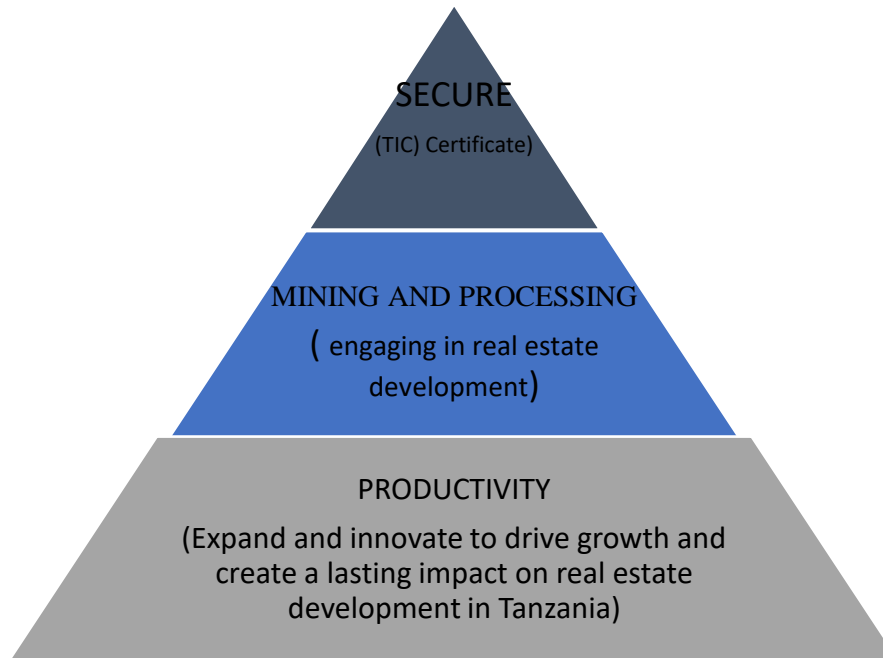 SECURE
(TIC) Certificate)
MINING AND PROCESSING
( engaging in real estate
development)
PRODUCTIVITY
(Expand and innovate to drive growth and
create a lasting impact on real estate
development in Tanzania)